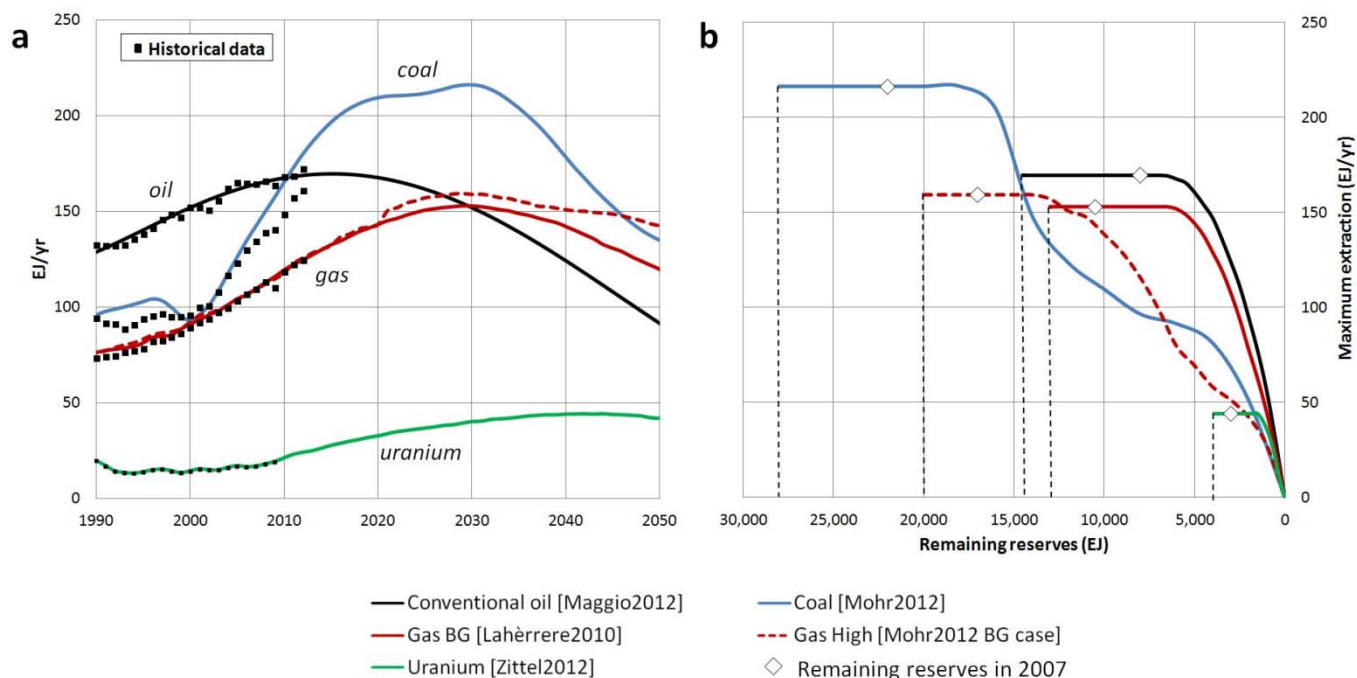 a
250
200
150
100
50
0
EJ/yr
Historical data
coal
oil
gas
uranium
1990
2000
2010
2020
2030
2040
2050
b
250
200
150
100
50
0
Maximum extraction (EJ/yr)
30,000
25,000
20,000
15,000
10,000
5,000
0
Remaining reserves (EJ)
Conventional oil [Maggio2012]
Coal [Mohr2012]
Gas BG [Lahèrrere2010]
Gas High [Mohr2012 BG case]
Uranium [Zittel2012]
Remaining reserves in 2007